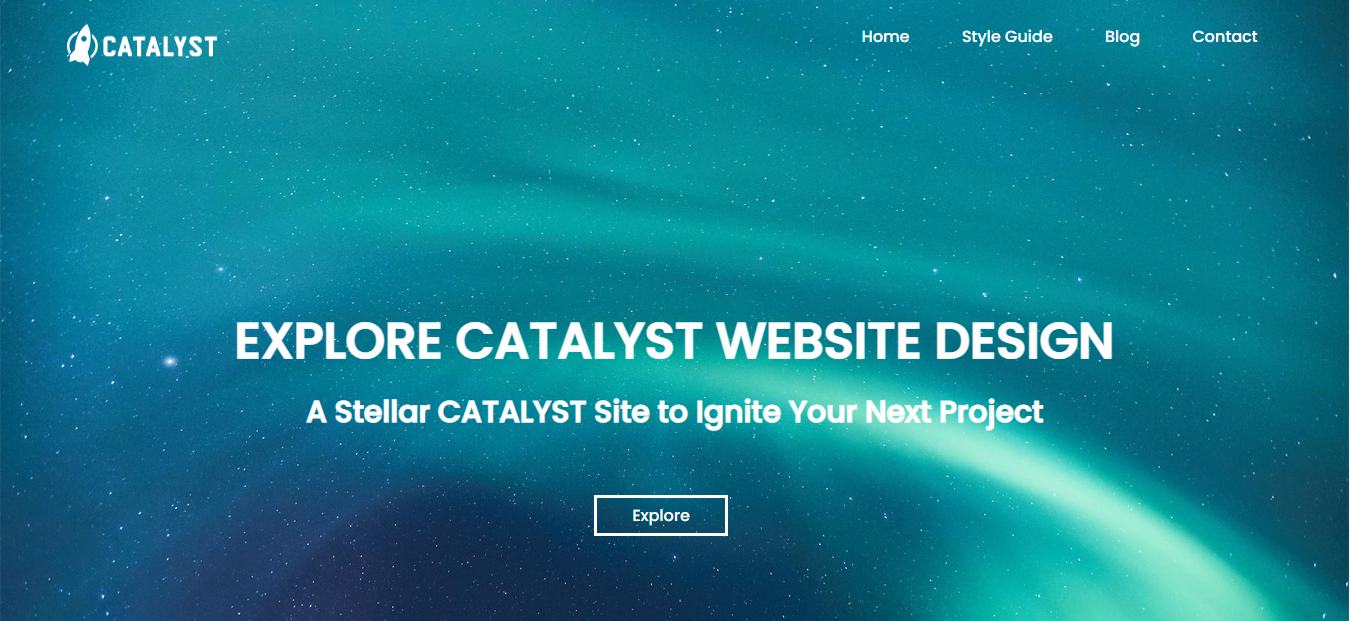 CATALYST
Home
Style Guide
Blog
Contact
EXPLORE CATALYST WEBSITE DESIGN
A Stellar CATALYST Site to Ignite Your Next Project
Explore